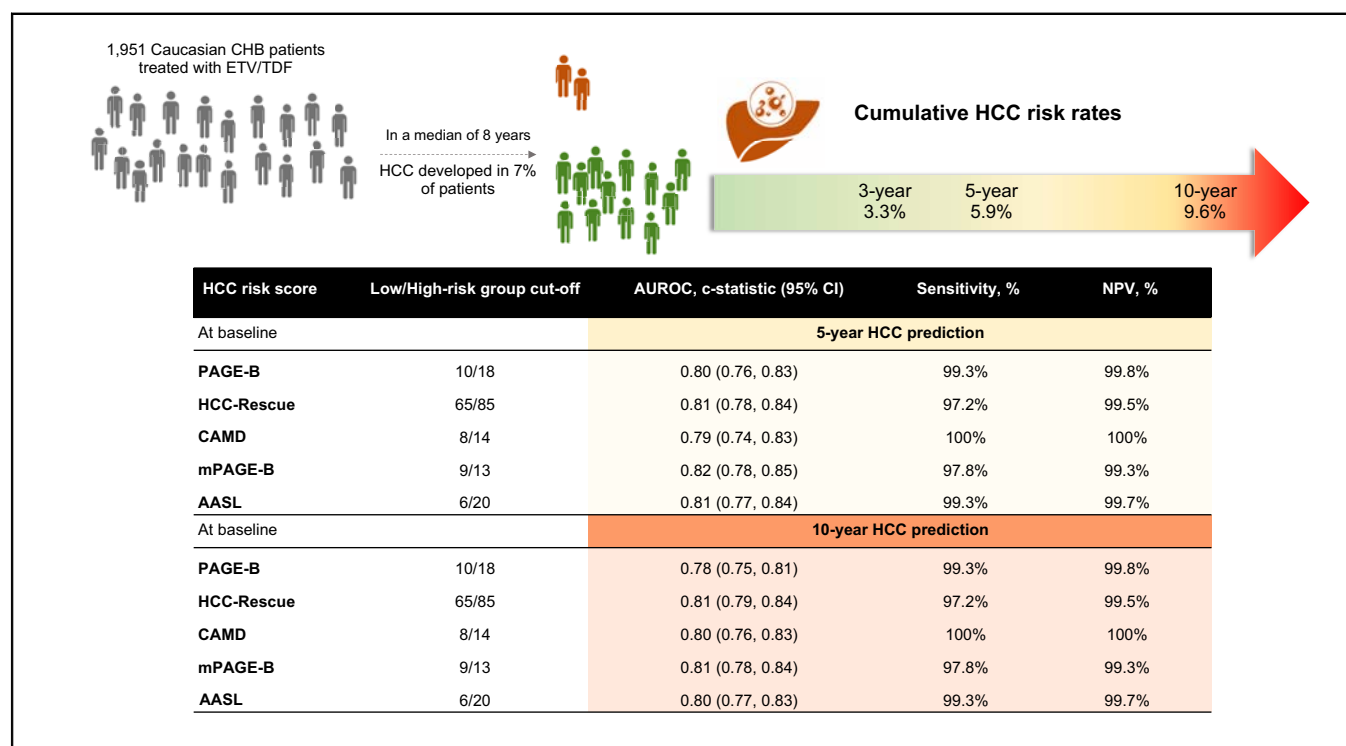 1,951 Caucasian CHB patients
treated with ETV/TDF
In a median of 8 years
HCC developed in 7%
of patients
Cumulative HCC risk rates
3-year 5-year 10-year
3.3% 5.9% 9.6%
HCC risk score Low/High-risk group cut-off AUROC, c-statistic (95% CI) Sensitivity, % NPV, %
At baseline 5-year HCC prediction
PAGE-B 10/18 0.80 (0.76, 0.83) 99.3% 99.8%
HCC-Rescue 65/85 0.81 (0.78, 0.84) 97.2% 99.5%
CAMD 8/14 0.79 (0.74, 0.83) 100% 100%
mPAGE-B 9/13 0.82 (0.78, 0.85) 97.8% 99.3%
AASL 6/20 0.81 (0.77, 0.84) 99.3% 99.7%
At baseline 10-year HCC prediction
PAGE-B 10/18 0.78 (0.75, 0.81) 99.3% 99.8%
HCC-Rescue 65/85 0.81 (0.79, 0.84) 97.2% 99.5%
CAMD 8/14 0.80 (0.76, 0.83) 100% 100%
mPAGE-B 9/13 0.81 (0.78, 0.84) 97.8% 99.3%
AASL 6/20 0.80 (0.77, 0.83) 99.3% 99.7%